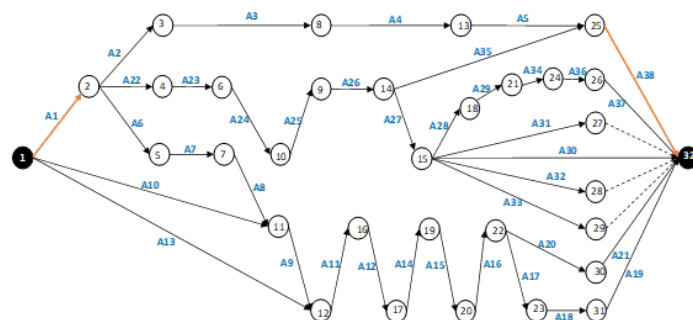 3 A3 8 A4 13 A5 25
A2 A35 A38
2 A22 4 A23 6 9 A26 14 21 A34 24 A36 26
A29
A1 A6 A24 A25 A27 18 A37
A28 A31 27
5 A7 7 10 15 A30
1 32
A8 A32
A10 A33 28
A13 11 16 19 22 29
A9 A11 A12 A14 A15 A16 A20 A21
A17 30 A19
12 17 20 23 A18 31